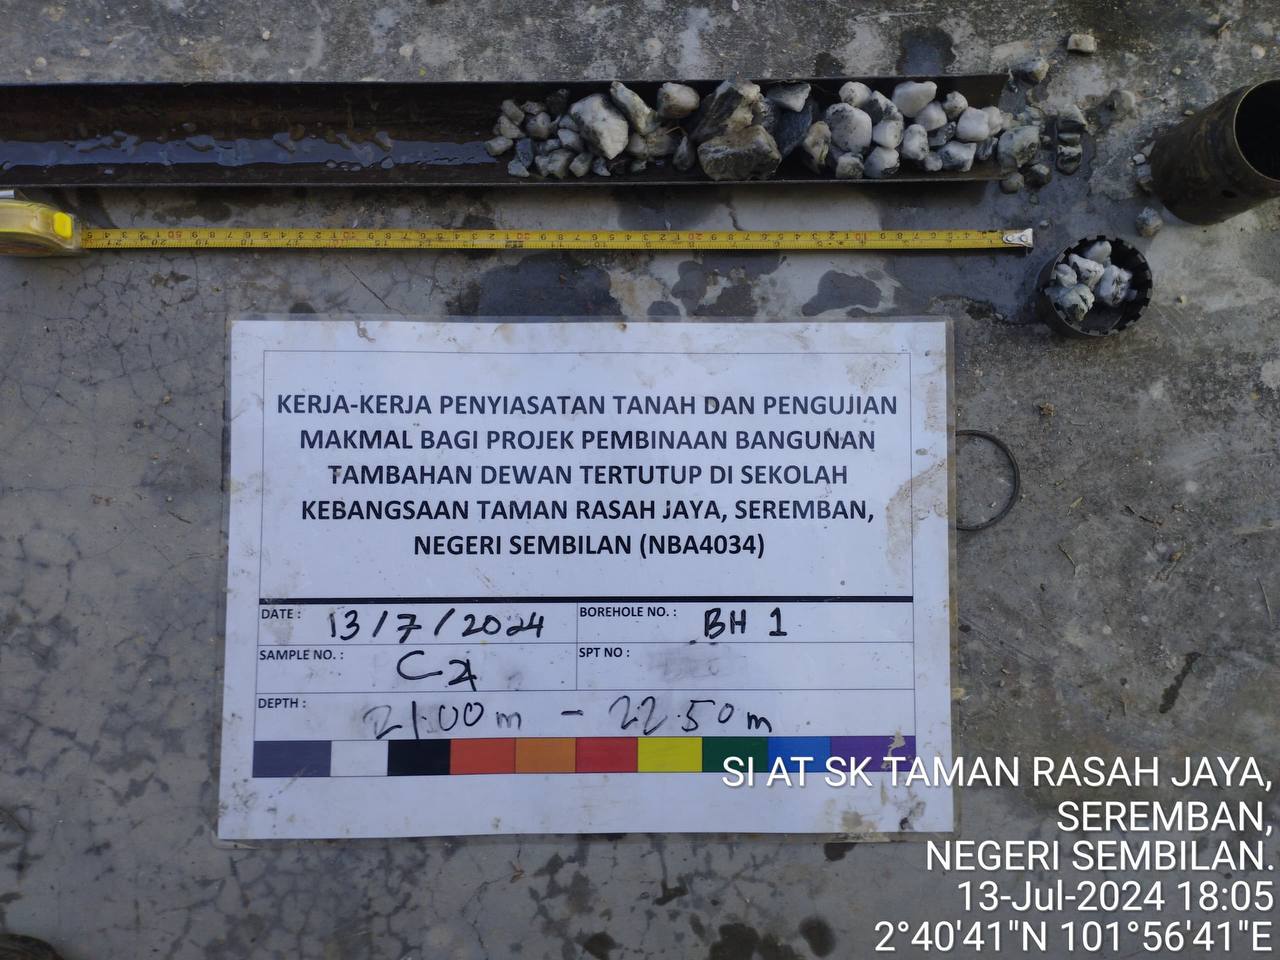 KERJA-KERJA PENYIASATAN TANAH DAN PENGUJIAN
MAKMAL BAGI PROJEK PEMBINAAN BANGUNAN
TAMBAHAN DEWAN TERTUTUP DI SEKOLAH
KEBANGSAAN TAMAN RASAH JAYA, SEREMBAN,
NEGERI SEMBILAN (NBA4034)
DATE : 13/7/2024 BOREHOLE NO. : BH 1
SAMPLE NO. : SPT NO :
DEPTH : 21.00m - 22.50m
SI AT SK TAMAN RASAH JAYA,
SEREMBAN,
NEGERI SEMBILAN.
13-Jul-2024 18:05
2°40'41"N 101°56'41"E